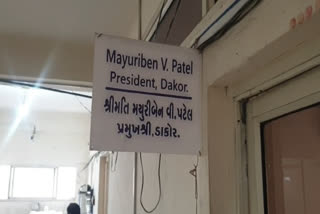 Mayuriben V. Patel
President, Dakor.
શ્રીમતિ મયુરીબેન વી. પટેલ
પ્રમુખશ્રી, ડાકોર.